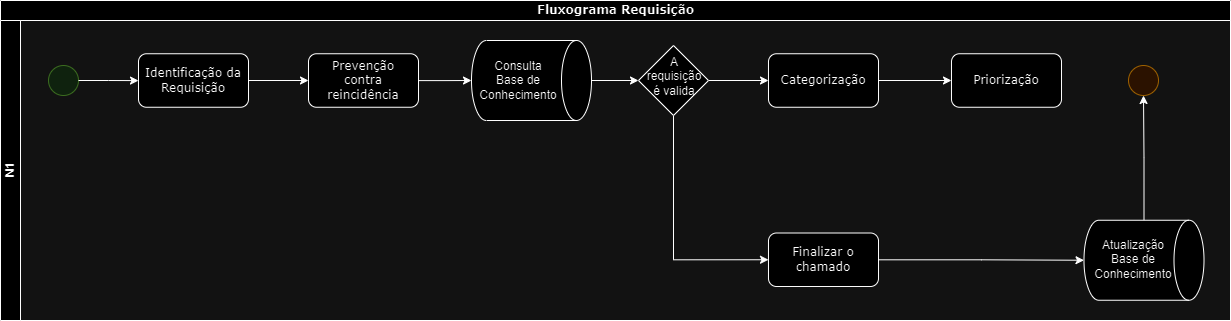 Fluxograma Requisição
N1
Identificação da
Requisição
Prevenção
contra
reincidência
Consulta
Base de
Conhecimento
A
requisição
é valida
Categorização
Priorização
Finalizar o
chamado
Atualização
Base de
Conhecimento